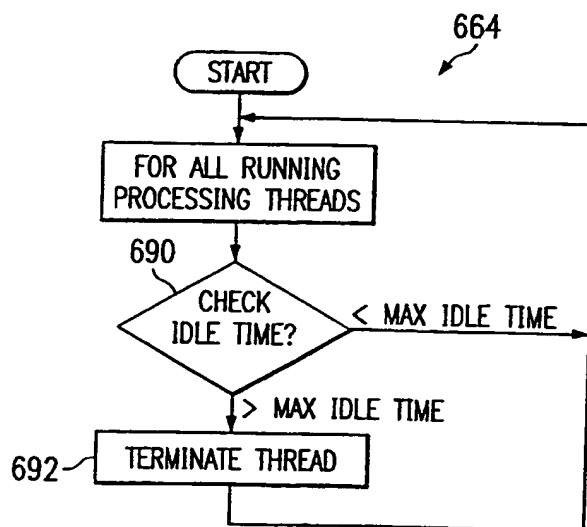 664
START
FOR ALL RUNNING
PROCESSING THREADS
690
CHECK
IDLE TIME?
< MAX IDLE TIME
> MAX IDLE TIME
692
TERMINATE THREAD